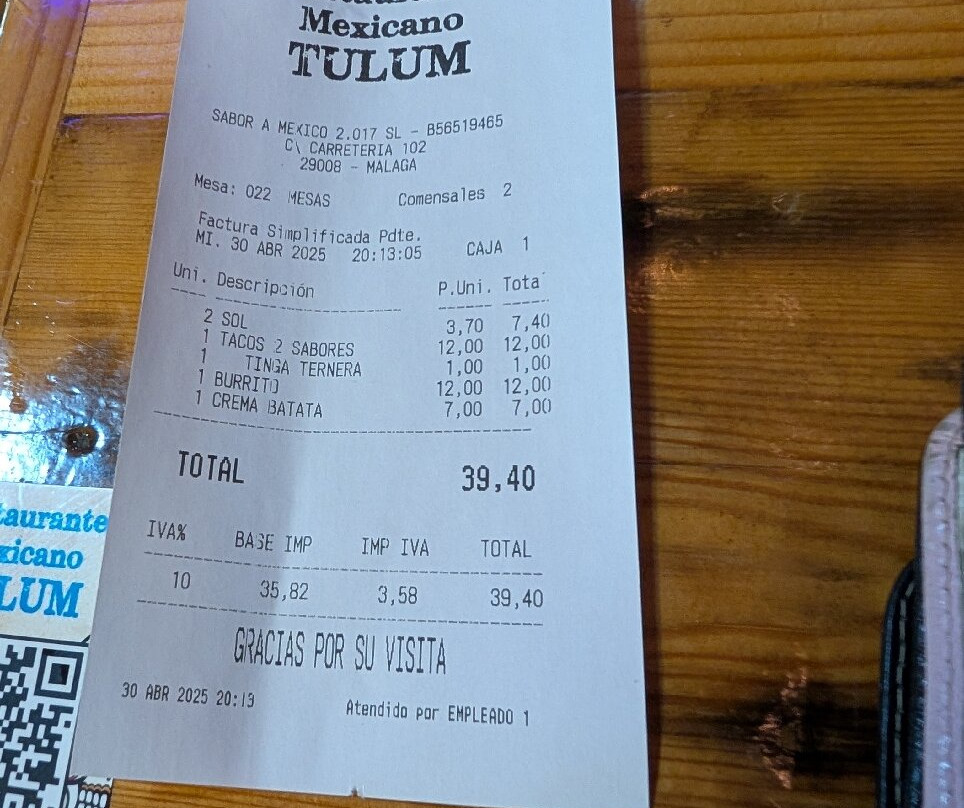 Mexicano
TULUM
SABOR A MEXICO 2.017 SL - B56519465
C\ CARRETERIA 102
29008 - MALAGA
Mesa: 022 MESAS Comensales 2
Factura Simplificada Pdte.
MI. 30 ABR 2025 20:13:05 CAJA 1
Uni. Descripción P.Uni. Tota
2 SOL 3,70 7,40
1 TACOS 2 SABORES 12,00 12,00
1 TINGA TERNERA 1,00 1,00
1 BURRITO 12,00 12,00
1 CREMA BATATA 7,00 7,00
TOTAL 39,40
IVA% BASE IMP IMP IVA TOTAL
10 35,82 3,58 39,40
GRACIAS POR SU VISITA
30 ABR 2025 20:13
Atendido por EMPLEADO 1
taurante
xicano
LUM